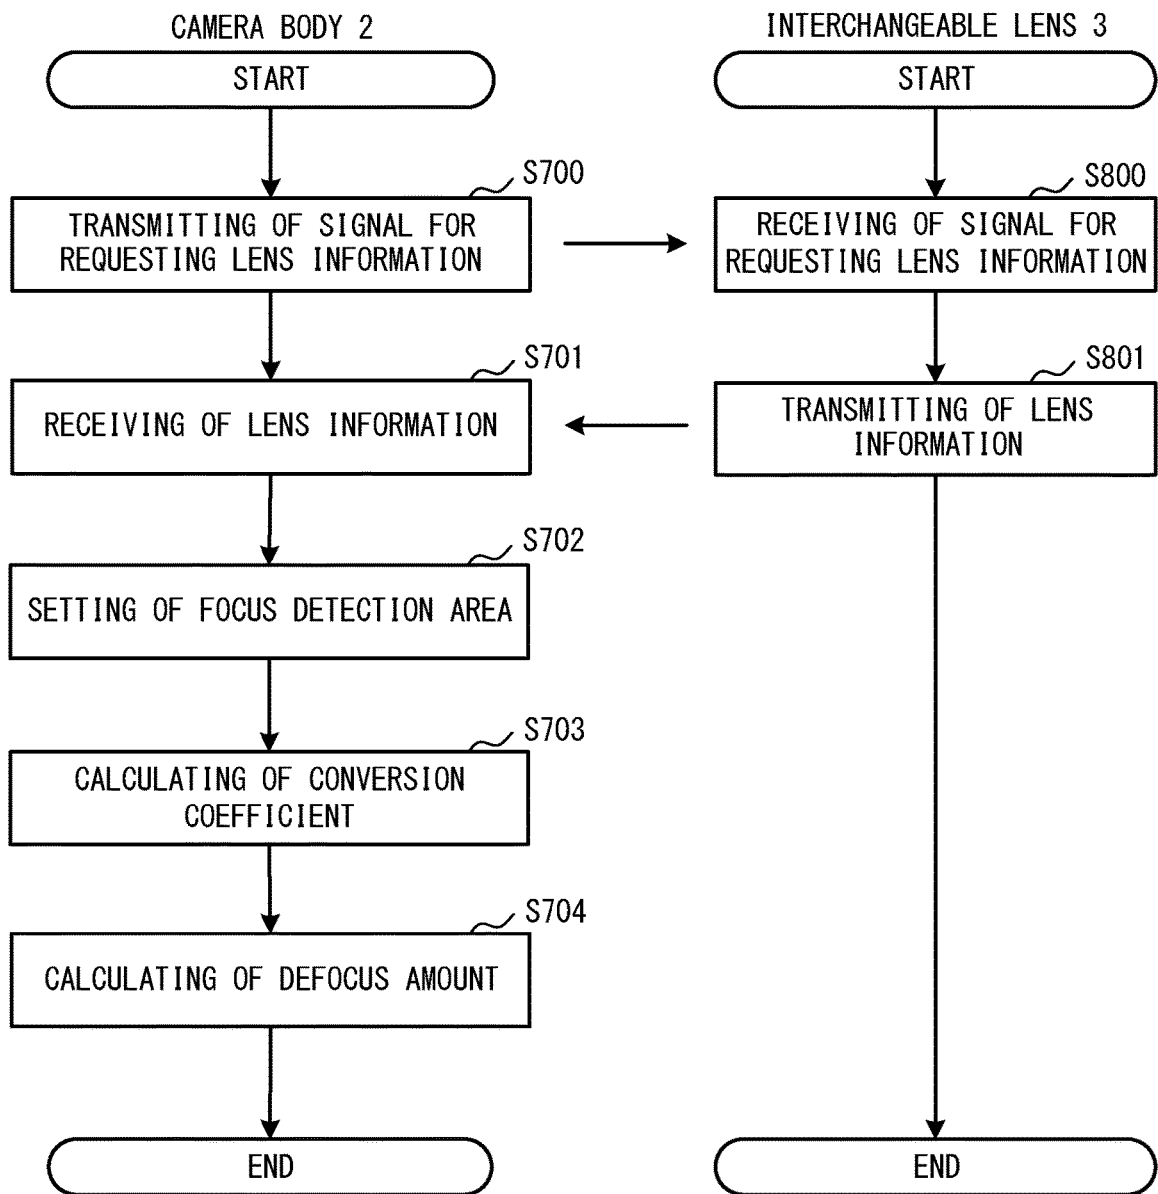 CAMERA BODY 2
START
S700
TRANSMITTING OF SIGNAL FOR
REQUESTING LENS INFORMATION
S701
RECEIVING OF LENS INFORMATION
S702
SETTING OF FOCUS DETECTION AREA
S703
CALCULATING OF CONVERSION
COEFFICIENT
S704
CALCULATING OF DEFOCUS AMOUNT
END
INTERCHANGEABLE LENS 3
START
S800
RECEIVING OF SIGNAL FOR
REQUESTING LENS INFORMATION
S801
TRANSMITTING OF LENS
INFORMATION
END